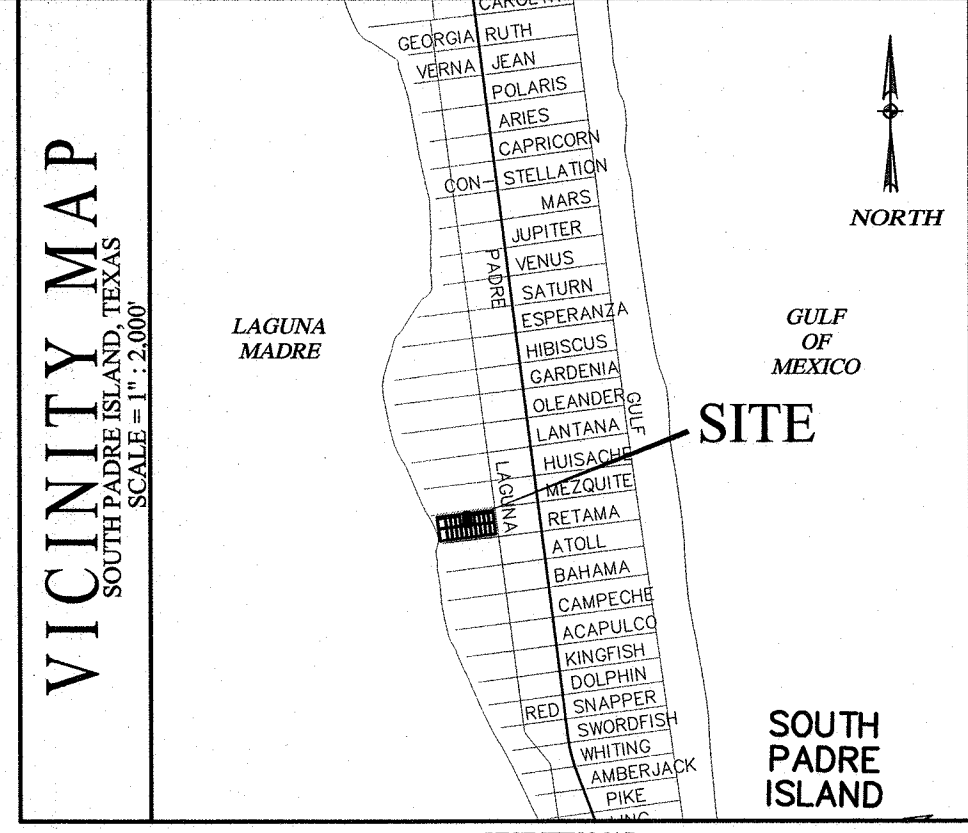 VICINITY MAP
SOUTH PADRE ISLAND, TEXAS
SCALE = 1" : 2,000'
GEORGIA RUTH
VERNA JEAN
POLARIS
ARIES
CAPRICORN
CON- STELLATION
MARS
JUPITER
VENUS
SATURN
ESPERANZA
HIBISCUS
GARDENIA
OLEANDER
LANTANA
HUISACHE
MEZQUITE
RETAMA
ATOLL
BAHAMA
CAMPECHE
ACAPULCO
KINGFISH
DOLPHIN
RED SNAPPER
SWORDFISH
WHITING
AMBERJACK
PIKE
PADRE
LAGUNA
GULF
LAGUNA
MADRE
NORTH
GULF
OF
MEXICO
SITE
SOUTH
PADRE
ISLAND